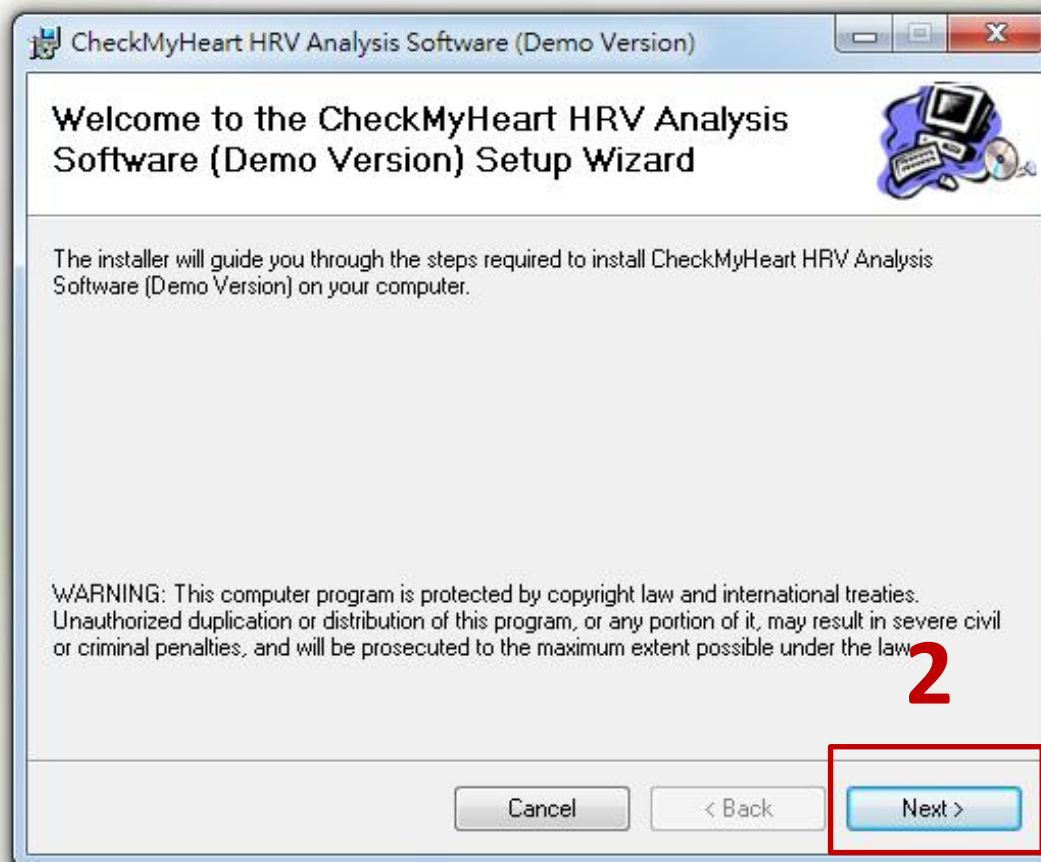 CheckMyHeart HRV Analysis Software (Demo Version)
Welcome to the CheckMyHeart HRV Analysis
Software (Demo Version) Setup Wizard
The installer will guide you through the steps required to install CheckMyHeart HRV Analysis
Software (Demo Version) on your computer.
WARNING: This computer program is protected by copyright law and international treaties.
Unauthorized duplication or distribution of this program, or any portion of it, may result in severe civil
or criminal penalties, and will be prosecuted to the maximum extent possible under the law.
2
Cancel
< Back
Next >